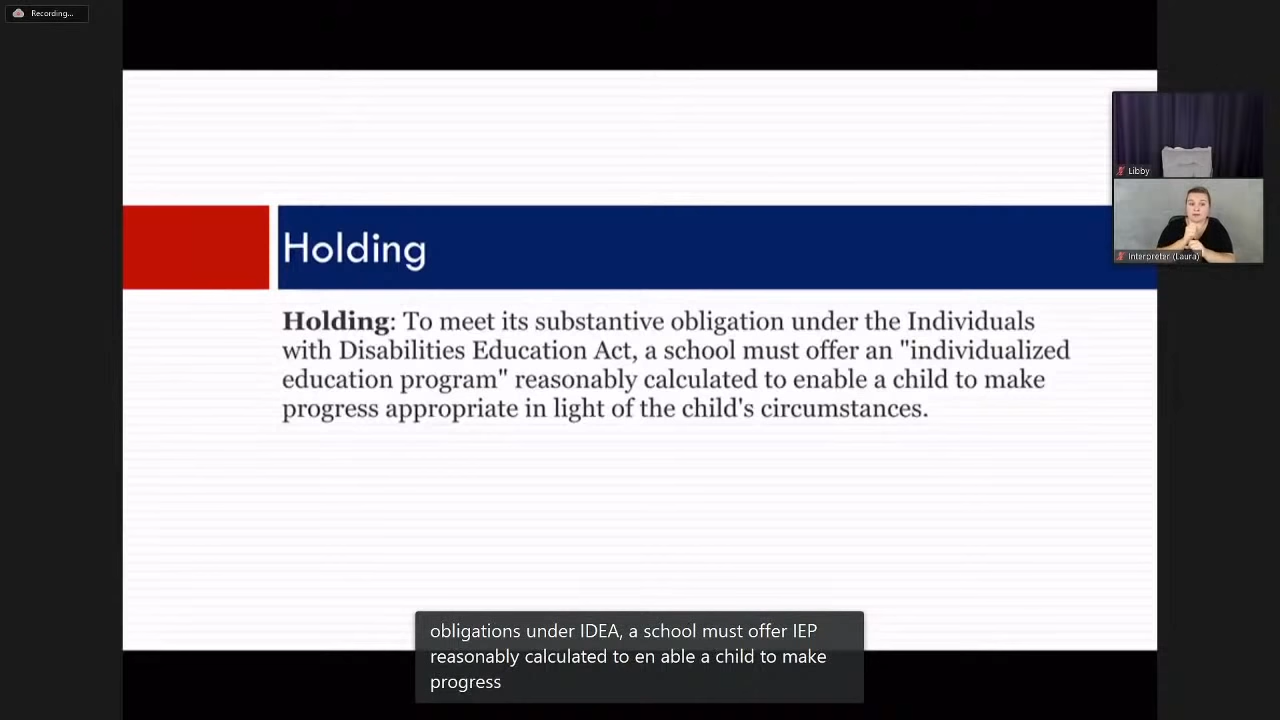 Recording...
Holding
Holding: To meet its substantive obligation under the Individuals
with Disabilities Education Act, a school must offer an "individualized
education program" reasonably calculated to enable a child to make
progress appropriate in light of the child's circumstances.
Libby
Interpreter (Laura)
obligations under IDEA, a school must offer IEP
reasonably calculated to en able a child to make
progress